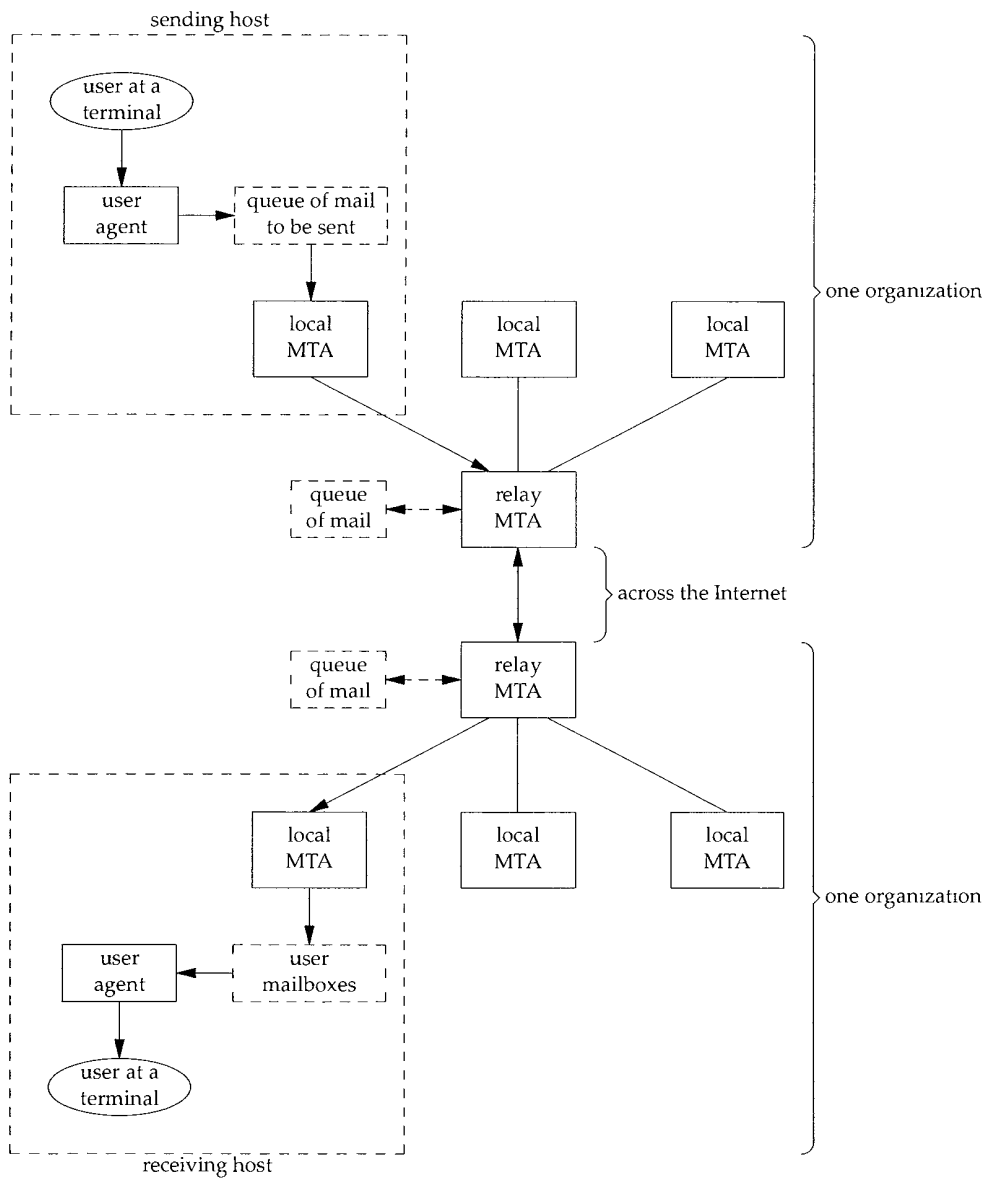 sending host
user at a
terminal
user
agent
queue of mail
to be sent
local
MTA
local
MTA
local
MTA
one organization
queue
of mail
relay
MTA
across the Internet
queue
of mail
relay
MTA
local
MTA
local
MTA
local
MTA
one organization
user
agent
user
mailboxes
user at a
terminal
receiving host